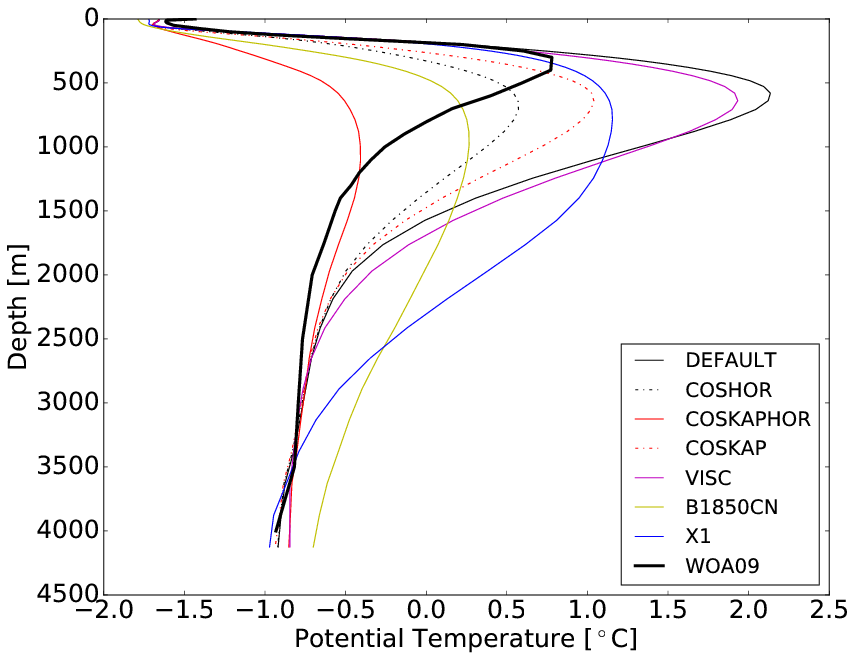 0
500
1000
1500
2000
2500
3000
3500
4000
4500
Depth [m]
−2.0 −1.5 −1.0 −0.5 0.0 0.5 1.0 1.5 2.0 2.5
Potential Temperature [°C]
DEFAULT
COSHOR
COSKAPHOR
COSKAP
VISC
B1850CN
X1
WOA09